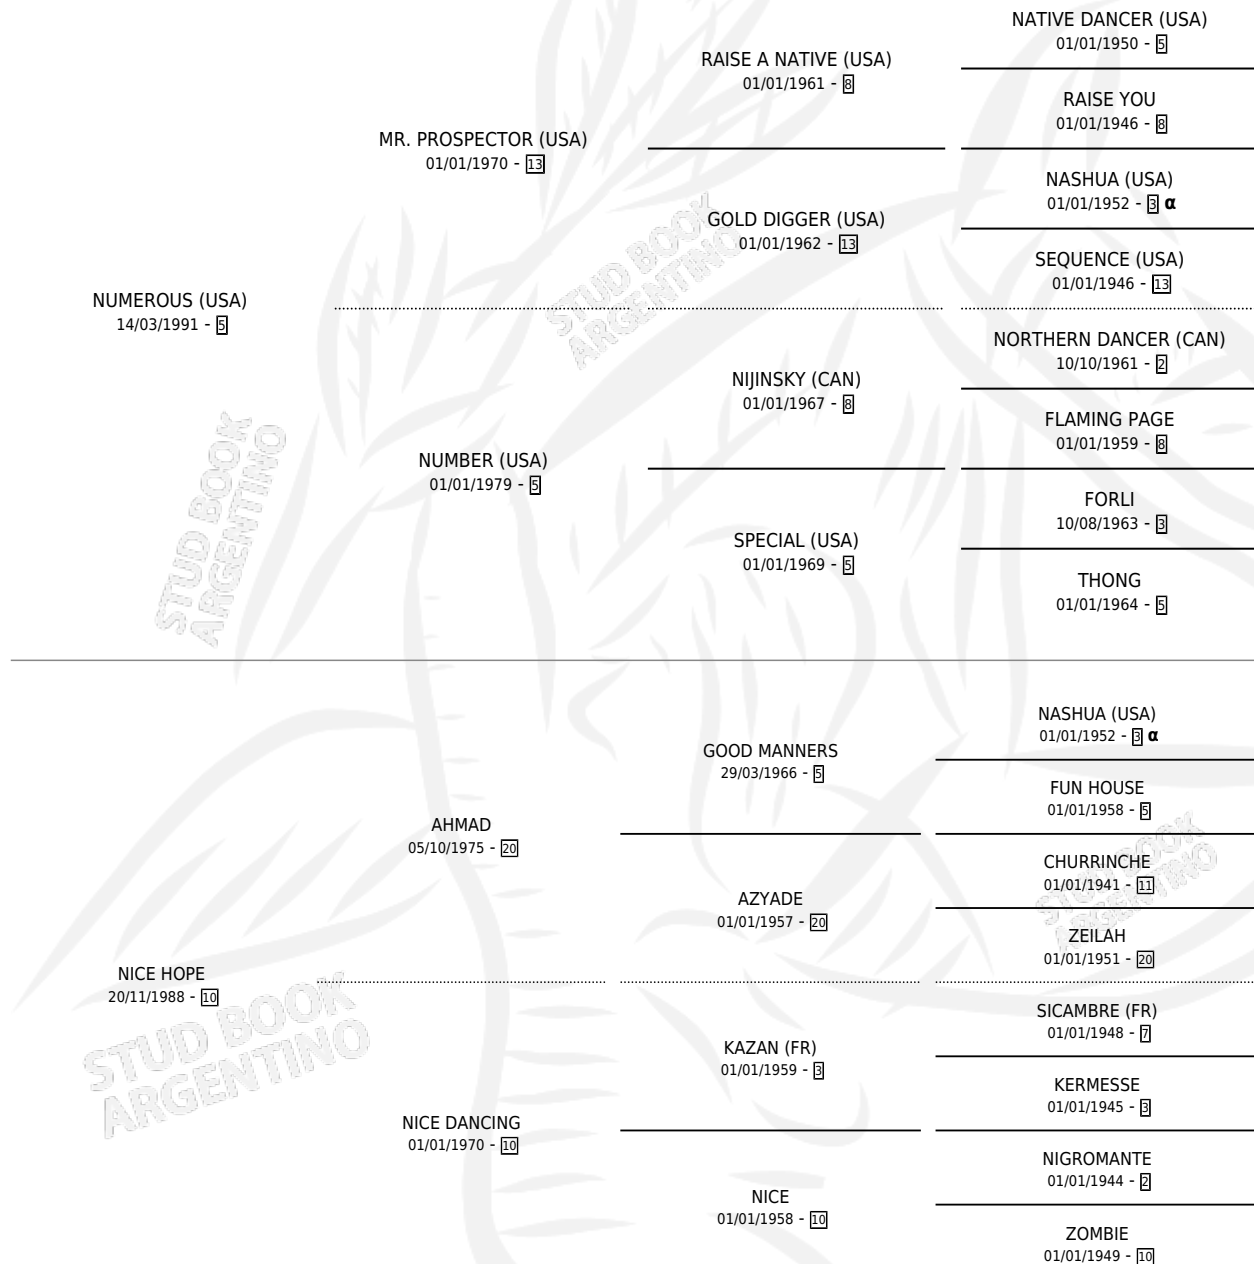 NATIVE DANCER (USA)
01/01/1950 - 5
RAISE A NATIVE (USA)
01/01/1961 - 8
RAISE YOU
01/01/1946 - 8
MR. PROSPECTOR (USA)
01/01/1970 - 13
NASHUA (USA)
01/01/1952 - 3 α
GOLD DIGGER (USA)
01/01/1962 - 13
SEQUENCE (USA)
01/01/1946 - 13
NUMEROUS (USA)
14/03/1991 - 5
STUD BOOK
ARGENTINO
NORTHERN DANCER (CAN)
10/10/1961 - 2
NIJINSKY (CAN)
01/01/1967 - 8
FLAMING PAGE
01/01/1959 - 8
NUMBER (USA)
01/01/1979 - 5
FORLI
10/08/1963 - 3
SPECIAL (USA)
01/01/1969 - 5
THONG
01/01/1964 - 5
STUD BOOK
ARGENTINO
NASHUA (USA)
01/01/1952 - 3 α
GOOD MANNERS
29/03/1966 - 5
FUN HOUSE
01/01/1958 - 5
AHMAD
05/10/1975 - 20
CHURRINCHE
01/01/1941 - 11
STUD BOOK
ARGENTINO
AZYADE
01/01/1957 - 20
ZEILAH
01/01/1951 - 20
NICE HOPE
20/11/1988 - 10
STUD BOOK
ARGENTINO
SICAMBRE (FR)
01/01/1948 - 7
KAZAN (FR)
01/01/1959 - 3
KERMESSE
01/01/1945 - 3
NICE DANCING
01/01/1970 - 10
NIGROMANTE
01/01/1944 - 2
NICE
01/01/1958 - 10
ZOMBIE
01/01/1949 - 10